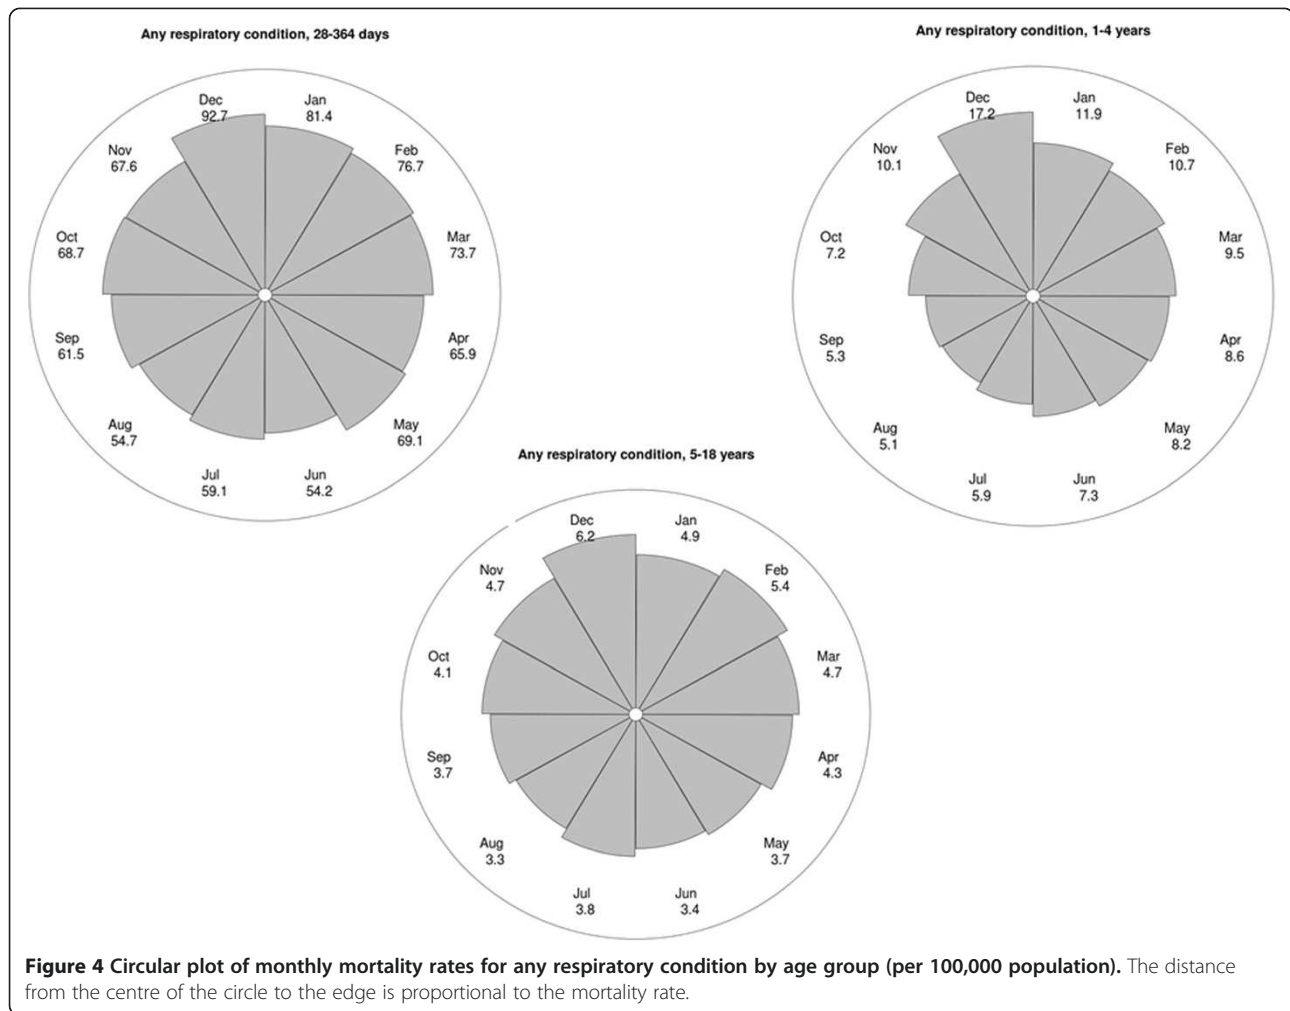 Any respiratory condition, 28-364 days
Dec
92.7
Jan
81.4
Feb
76.7
Mar
73.7
Apr
65.9
May
69.1
Jun
54.2
Jul
59.1
Aug
54.7
Sep
61.5
Oct
68.7
Nov
67.6
Any respiratory condition, 1-4 years
Dec
17.2
Jan
11.9
Feb
10.7
Mar
9.5
Apr
8.6
May
8.2
Jun
7.3
Jul
5.9
Aug
5.1
Sep
5.3
Oct
7.2
Nov
10.1
Any respiratory condition, 5-18 years
Dec
6.2
Jan
4.9
Feb
5.4
Mar
4.7
Apr
4.3
May
3.7
Jun
3.4
Jul
3.8
Aug
3.3
Sep
3.7
Oct
4.1
Nov
4.7
Figure 4 Circular plot of monthly mortality rates for any respiratory condition by age group (per 100,000 population). The distance
from the centre of the circle to the edge is proportional to the mortality rate.